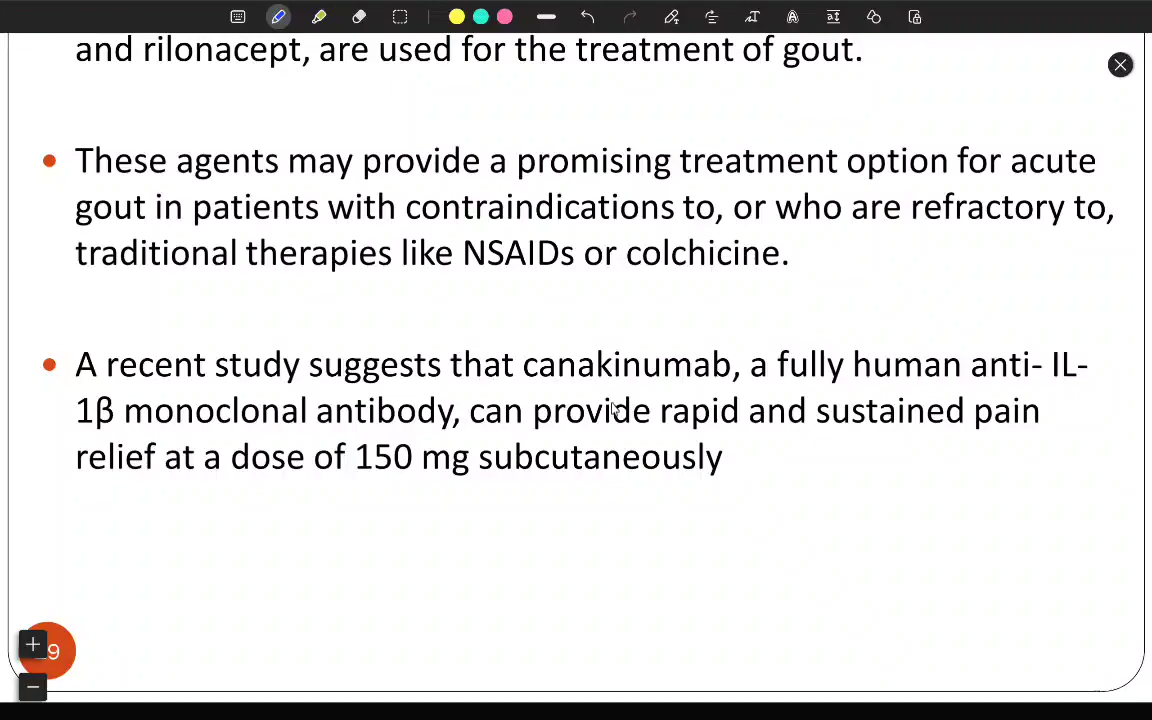 and rilonacept, are used for the treatment of gout.
• These agents may provide a promising treatment option for acute
gout in patients with contraindications to, or who are refractory to,
traditional therapies like NSAIDs or colchicine.
• A recent study suggests that canakinumab, a fully human anti- IL-
1β monoclonal antibody, can provide rapid and sustained pain
relief at a dose of 150 mg subcutaneously
9